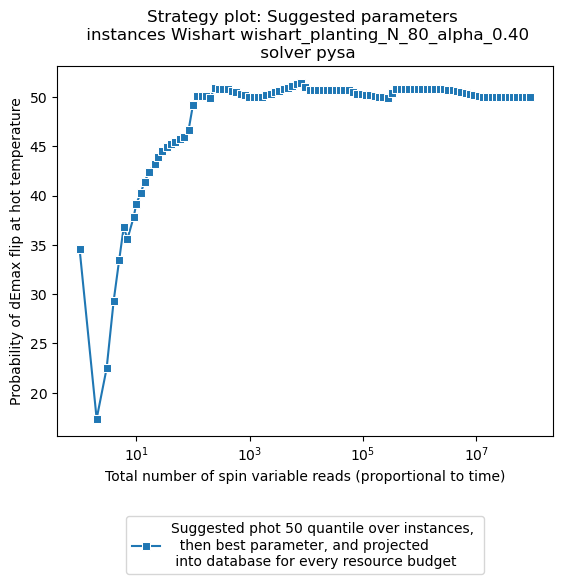 Strategy plot: Suggested parameters
instances Wishart wishart_planting_N_80_alpha_0.40
solver pysa
Probability of dEmax flip at hot temperature
50
45
40
35
30
25
20
10^1
10^3
10^5
10^7
Total number of spin variable reads (proportional to time)
Suggested phot 50 quantile over instances,
then best parameter, and projected
into database for every resource budget